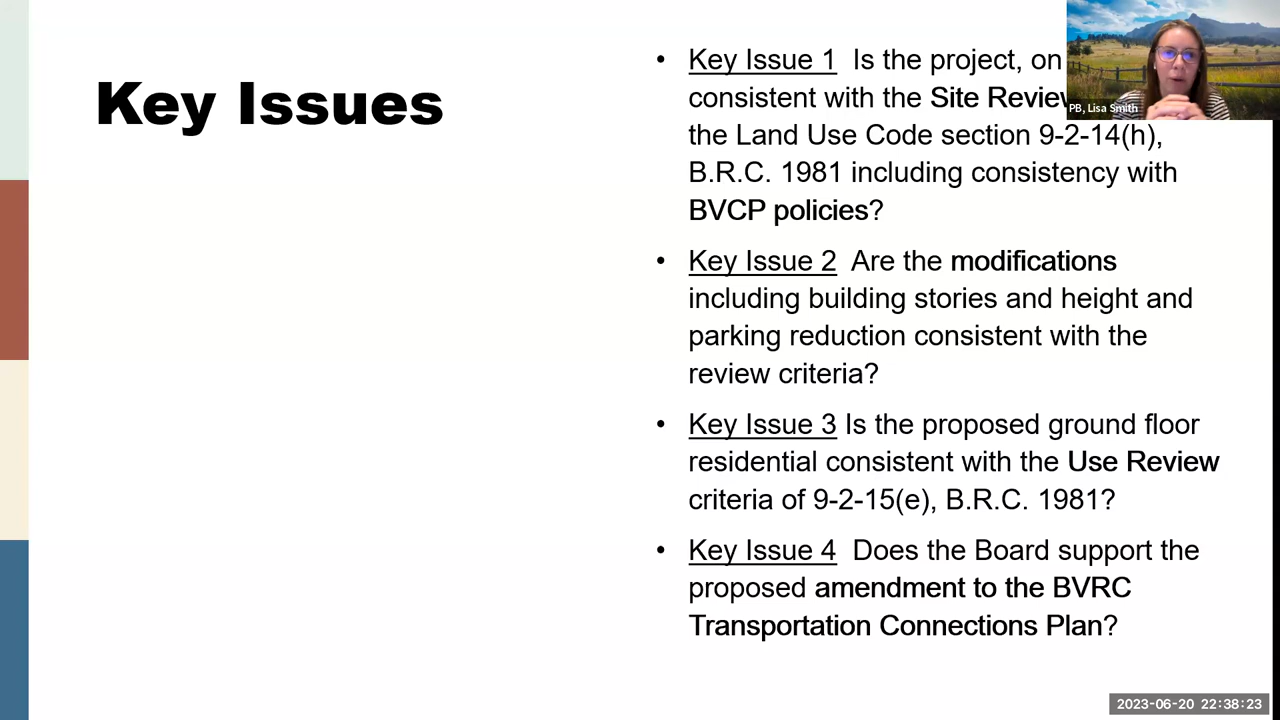 Key Issues
• Key Issue 1 Is the project, on
consistent with the Site Review
the Land Use Code section 9-2-14(h),
B.R.C. 1981 including consistency with
BVCP policies?
• Key Issue 2 Are the modifications
including building stories and height and
parking reduction consistent with the
review criteria?
• Key Issue 3 Is the proposed ground floor
residential consistent with the Use Review
criteria of 9-2-15(e), B.R.C. 1981?
• Key Issue 4 Does the Board support the
proposed amendment to the BVRC
Transportation Connections Plan?
PB, Lisa Smith
2023-06-20 22:38:23